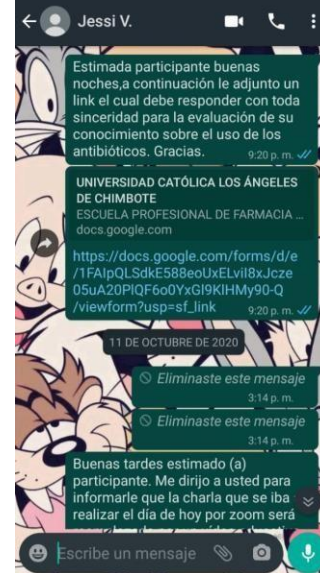 Jessi V.
Estimada participante buenas
noches,a continuación le adjunto un
link el cual debe responder con toda
sinceridad para la evaluación de su
conocimiento sobre el uso de los
antibióticos. Gracias.
9:20 p. m.
UNIVERSIDAD CATÓLICA LOS ÁNGELES
DE CHIMBOTE
ESCUELA PROFESIONAL DE FARMACIA ...
docs.google.com
https://docs.google.com/forms/d/e
/1FAIpQLSdkE588eoUxELviI8xJcze
05uA20PlQF6o0YxGI9KIHMy90-Q
/viewform?usp=sf_link
9:20 p. m.
11 DE OCTUBRE DE 2020
Eliminaste este mensaje
3:14 p. m.
Eliminaste este mensaje
3:14 p. m.
Buenas tardes estimado (a)
participante. Me dirijo a usted para
informarle que la charla que se iba
realizar el día de hoy por zoom será
Escribe un mensaje